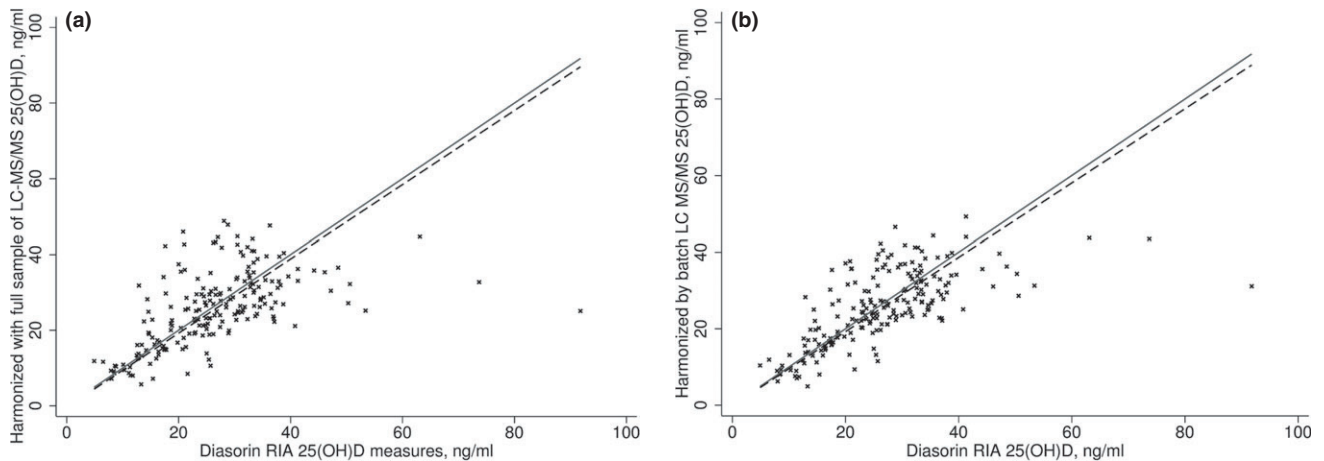 (a)
Harmonized with full sample of LC-MS/MS 25(OH)D, ng/ml
100
80
60
40
20
0
0 20 40 60 80 100
Diasorin RIA 25(OH)D measures, ng/ml
(b)
Harmonized by batch LC MS/MS 25(OH)D, ng/ml
100
80
60
40
20
0
0 20 40 60 80 100
Diasorin RIA 25(OH)D, ng/ml